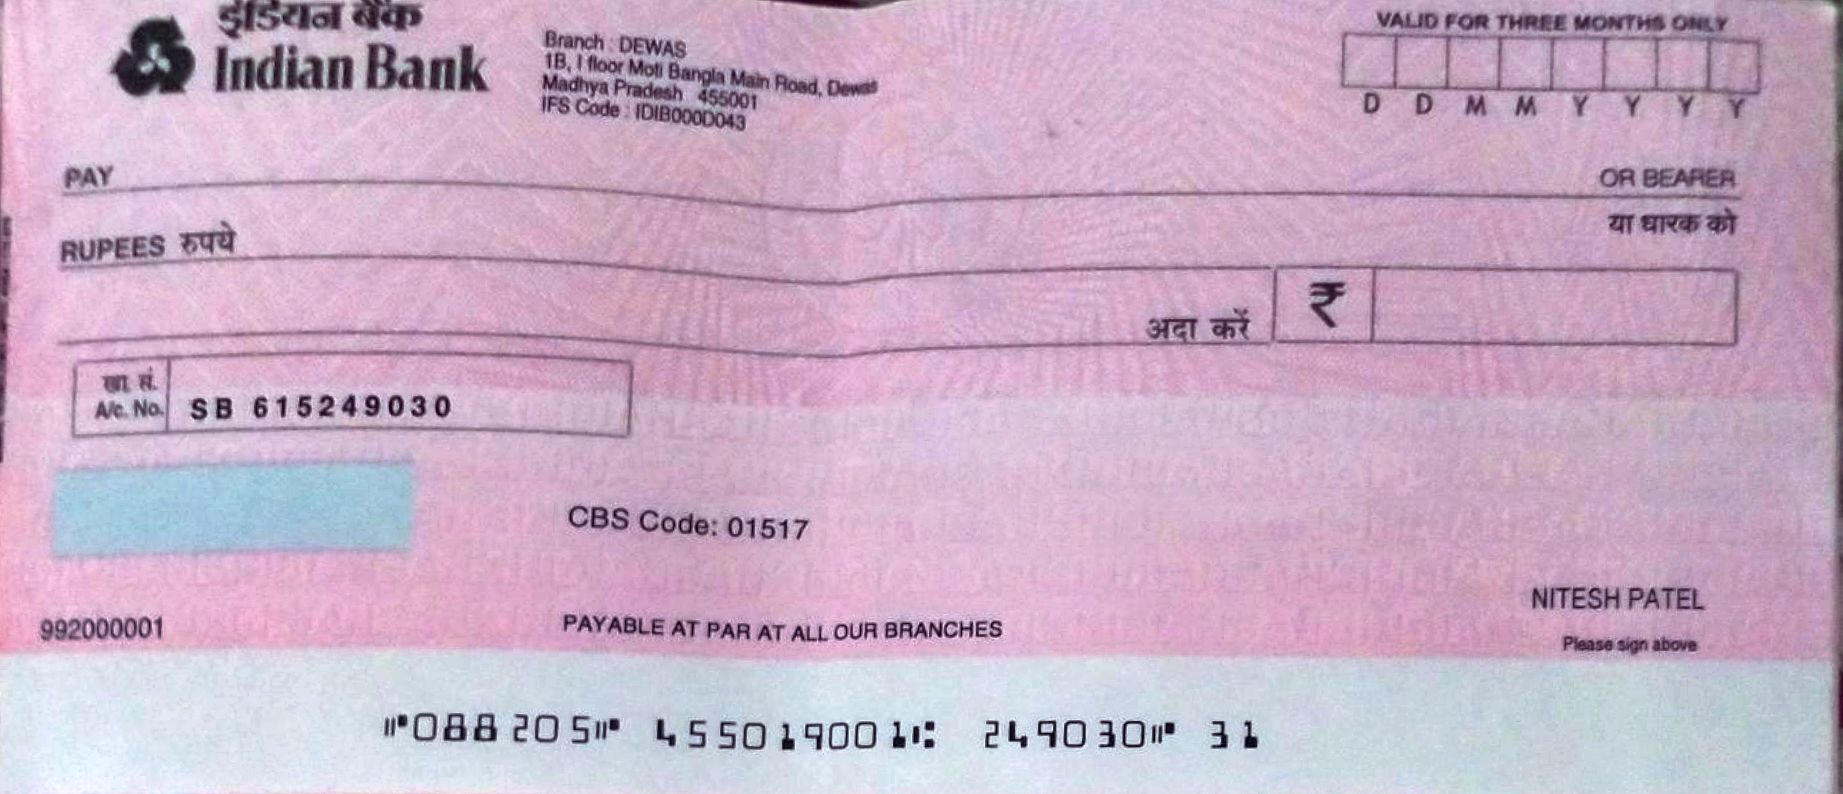 इंडियन बैंक
Indian Bank
Branch : DEWAS
1B, I floor Moti Bangla Main Road, Dewas
Madhya Pradesh 455001
IFS Code : IDIB000D043
VALID FOR THREE MONTHS ONLY
D D M M Y Y Y Y
PAY
OR BEARER
या धारक को
RUPEES रुपये
अदा करें ₹
खा. सं.
A/c. No. SB 615249030
CBS Code: 01517
NITESH PATEL
992000001
PAYABLE AT PAR AT ALL OUR BRANCHES
Please sign above
⑈088205⑈ 455019001⑆ 249030⑈ 31